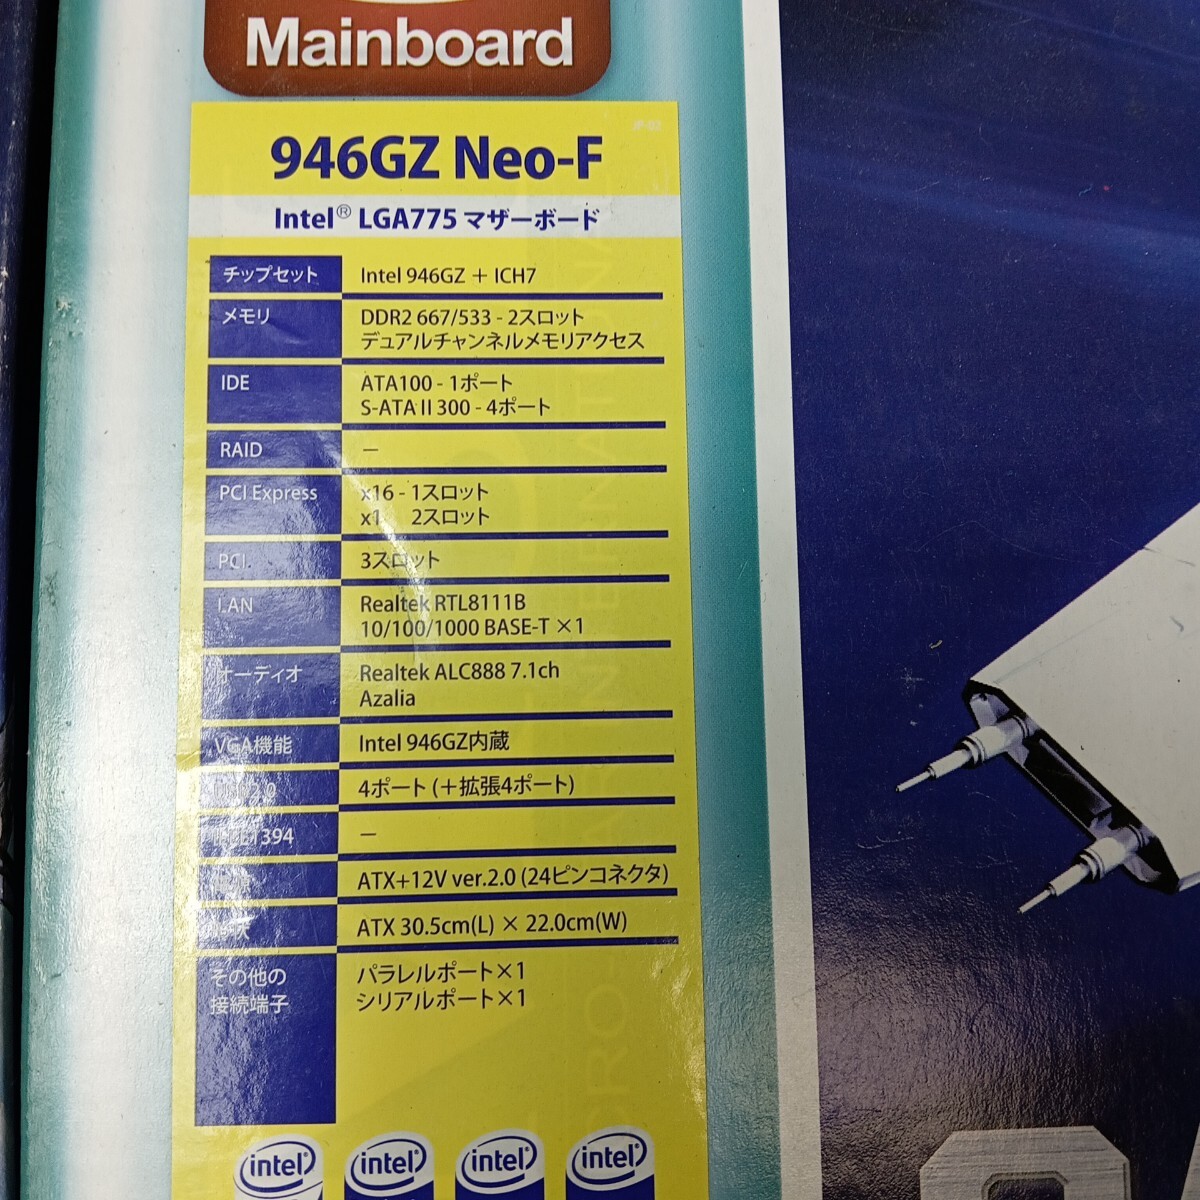 Mainboard
JP-02
946GZ Neo-F
Intel® LGA775 マザーボード
チップセット Intel 946GZ + ICH7
メモリ DDR2 667/533 - 2スロット
デュアルチャンネルメモリアクセス
IDE ATA100 - 1ポート
S-ATA II 300 - 4ポート
RAID －
PCI Express x16 - 1スロット
x1 2スロット
PCI 3スロット
LAN Realtek RTL8111B
10/100/1000 BASE-T ×1
オーディオ Realtek ALC888 7.1ch
Azalia
VGA機能 Intel 946GZ内蔵
4ポート (＋拡張4ポート)
1394 －
ATX+12V ver.2.0 (24ピンコネクタ)
ATX 30.5cm(L) × 22.0cm(W)
その他の
接続端子
パラレルポート×1
シリアルポート×1
intel intel intel intel